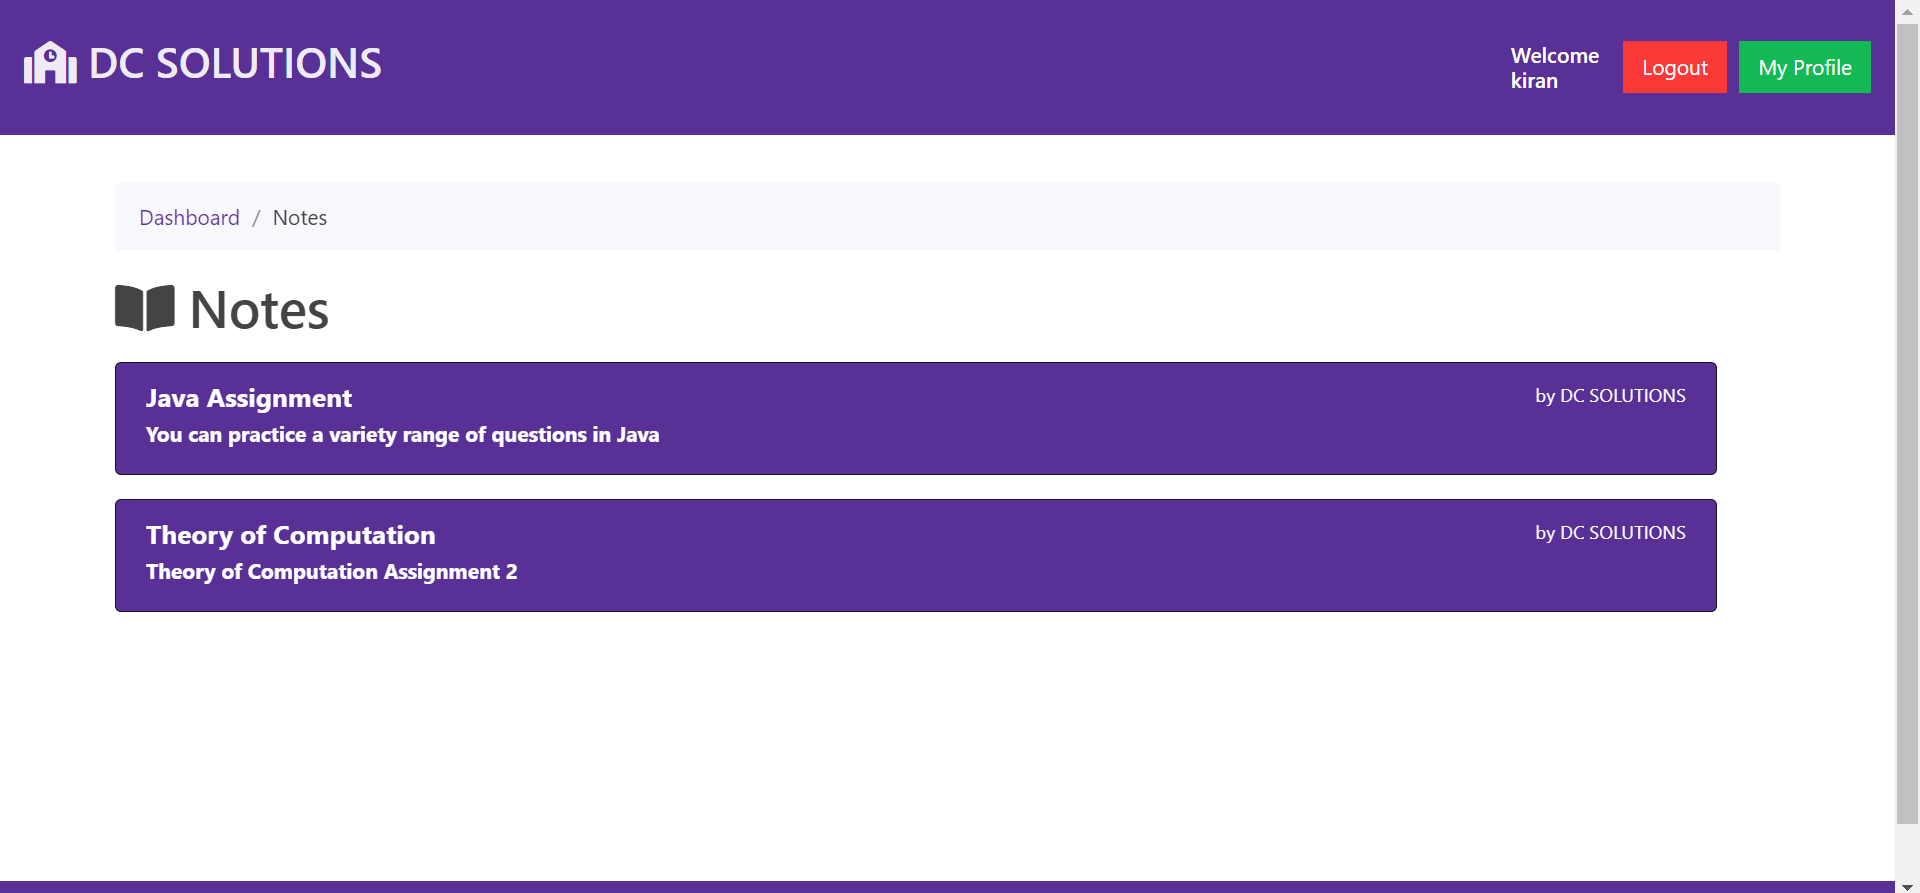 DC SOLUTIONS
Welcome
kiran
Logout
My Profile
Dashboard / Notes
Notes
Java Assignment
by DC SOLUTIONS
You can practice a variety range of questions in Java
Theory of Computation
by DC SOLUTIONS
Theory of Computation Assignment 2